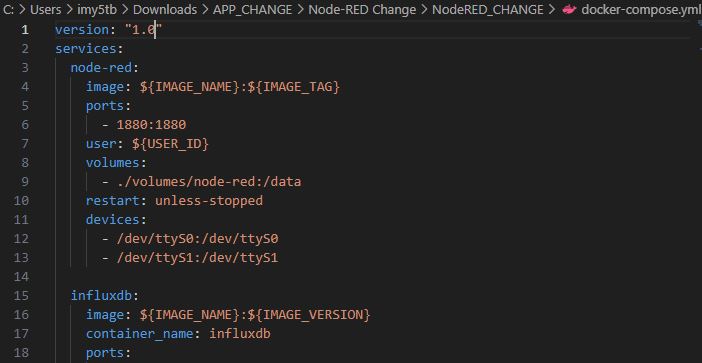 C: > Users > imy5tb > Downloads > APP_CHANGE > Node-RED Change > NodeRED_CHANGE > docker-compose.yml
1 version: "1.0"
2 services:
3   node-red:
4     image: ${IMAGE_NAME}:${IMAGE_TAG}
5     ports:
6       - 1880:1880
7     user: ${USER_ID}
8     volumes:
9       - ./volumes/node-red:/data
10     restart: unless-stopped
11     devices:
12       - /dev/ttyS0:/dev/ttyS0
13       - /dev/ttyS1:/dev/ttyS1
14
15   influxdb:
16     image: ${IMAGE_NAME}:${IMAGE_VERSION}
17     container_name: influxdb
18     ports: